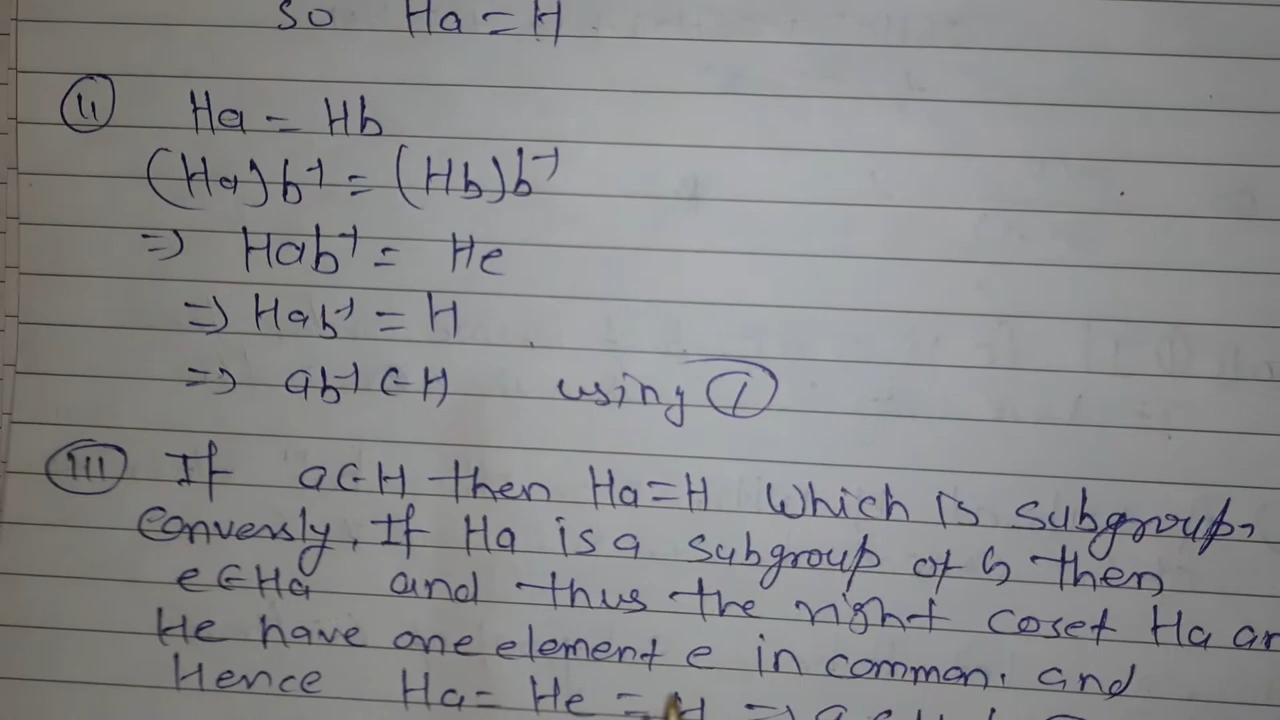 so Ha = H
(ii) Ha = Hb
(Ha)b⁻¹ = (Hb)b⁻¹
=> Hab⁻¹ = He
=> Hab⁻¹ = H
=> ab⁻¹ ∈ H using (I)
(iii) If a∈H then Ha=H which is subgroup,
Conversly, If Ha is a subgroup of G then,
e∈Ha and thus the right coset Ha an
He have one element e in common. and
Hence Ha = He = H =>